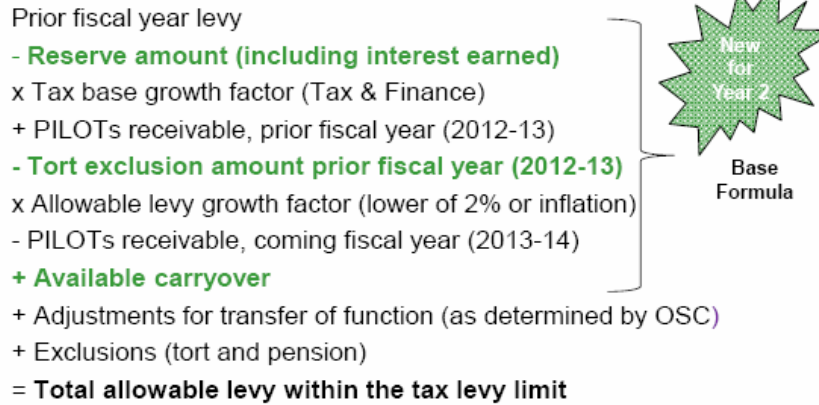 Prior fiscal year levy
- Reserve amount (including interest earned)
x Tax base growth factor (Tax & Finance)
+ PILOTs receivable, prior fiscal year (2012-13)
- Tort exclusion amount prior fiscal year (2012-13)
x Allowable levy growth factor (lower of 2% or inflation)
- PILOTs receivable, coming fiscal year (2013-14)
+ Available carryover
+ Adjustments for transfer of function (as determined by OSC)
+ Exclusions (tort and pension)
= Total allowable levy within the tax levy limit
New
for
Year 2
Base
Formula